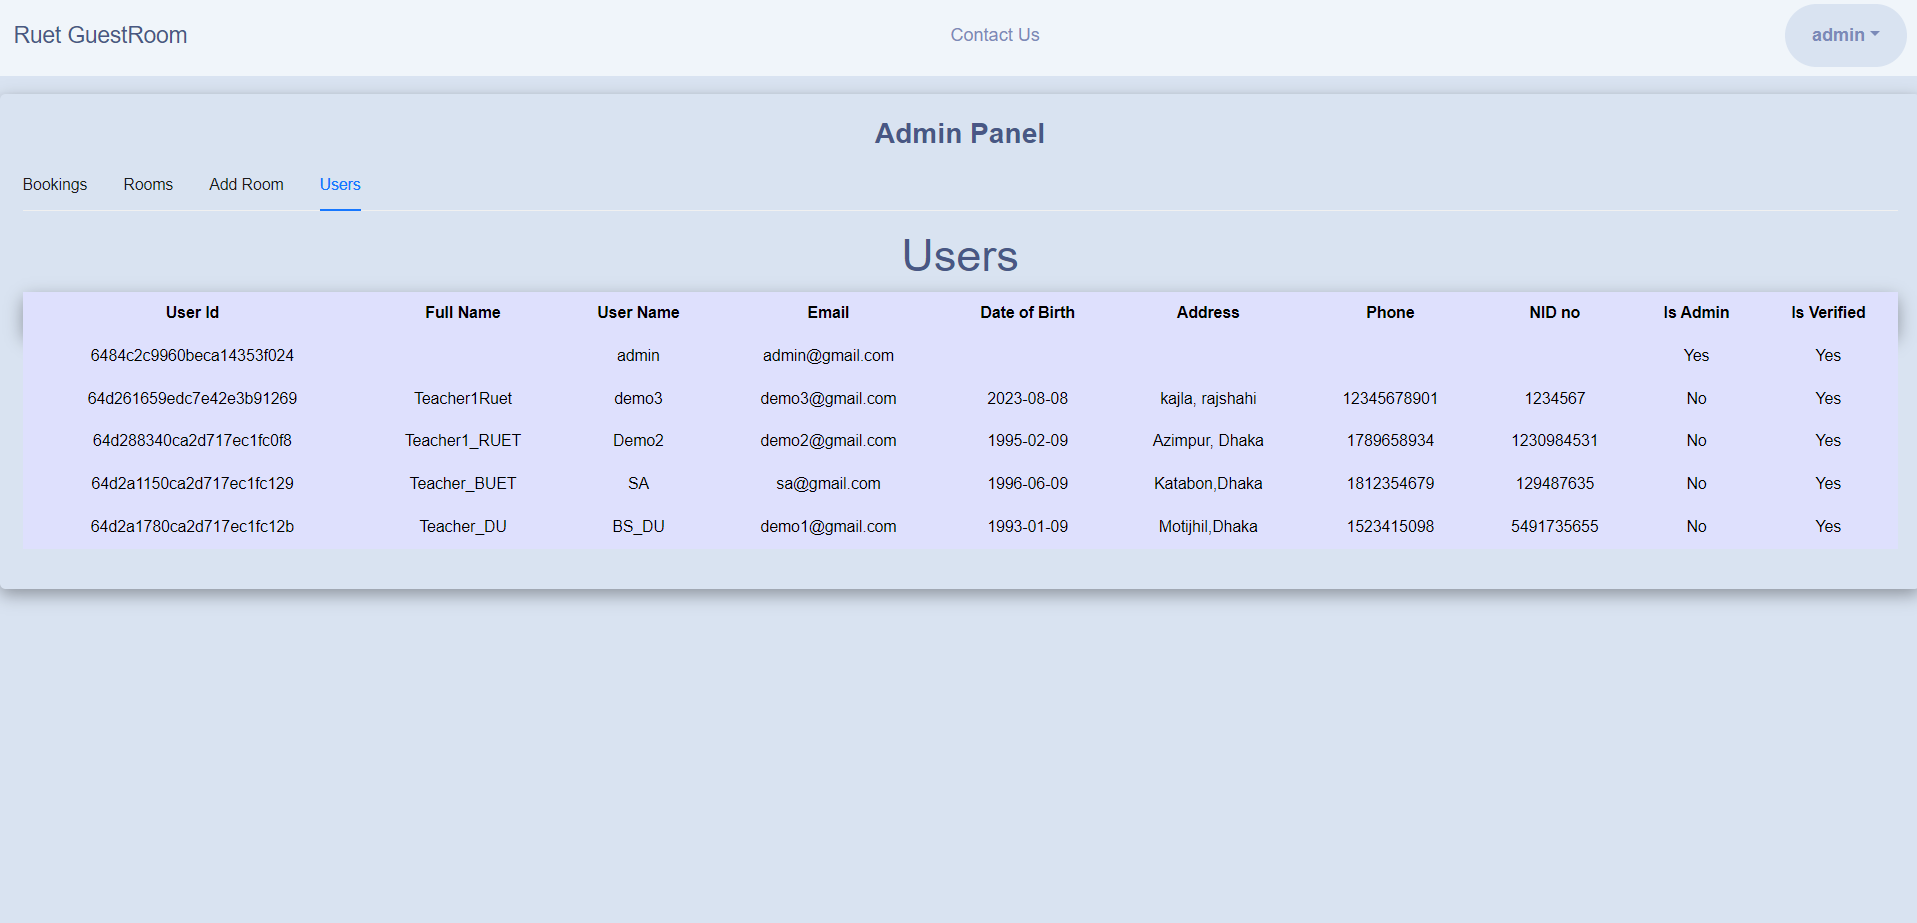 Ruet GuestRoom Contact Us admin
Admin Panel
Bookings Rooms Add Room Users
Users
User Id Full Name User Name Email Date of Birth Address Phone NID no Is Admin Is Verified
6484c2c9960beca14353f024 admin admin@gmail.com Yes Yes
64d261659edc7e42e3b91269 Teacher1Ruet demo3 demo3@gmail.com 2023-08-08 kajla, rajshahi 12345678901 1234567 No Yes
64d288340ca2d717ec1fc0f8 Teacher1_RUET Demo2 demo2@gmail.com 1995-02-09 Azimpur, Dhaka 1789658934 1230984531 No Yes
64d2a1150ca2d717ec1fc129 Teacher_BUET SA sa@gmail.com 1996-06-09 Katabon,Dhaka 1812354679 129487635 No Yes
64d2a1780ca2d717ec1fc12b Teacher_DU BS_DU demo1@gmail.com 1993-01-09 Motijhil,Dhaka 1523415098 5491735655 No Yes